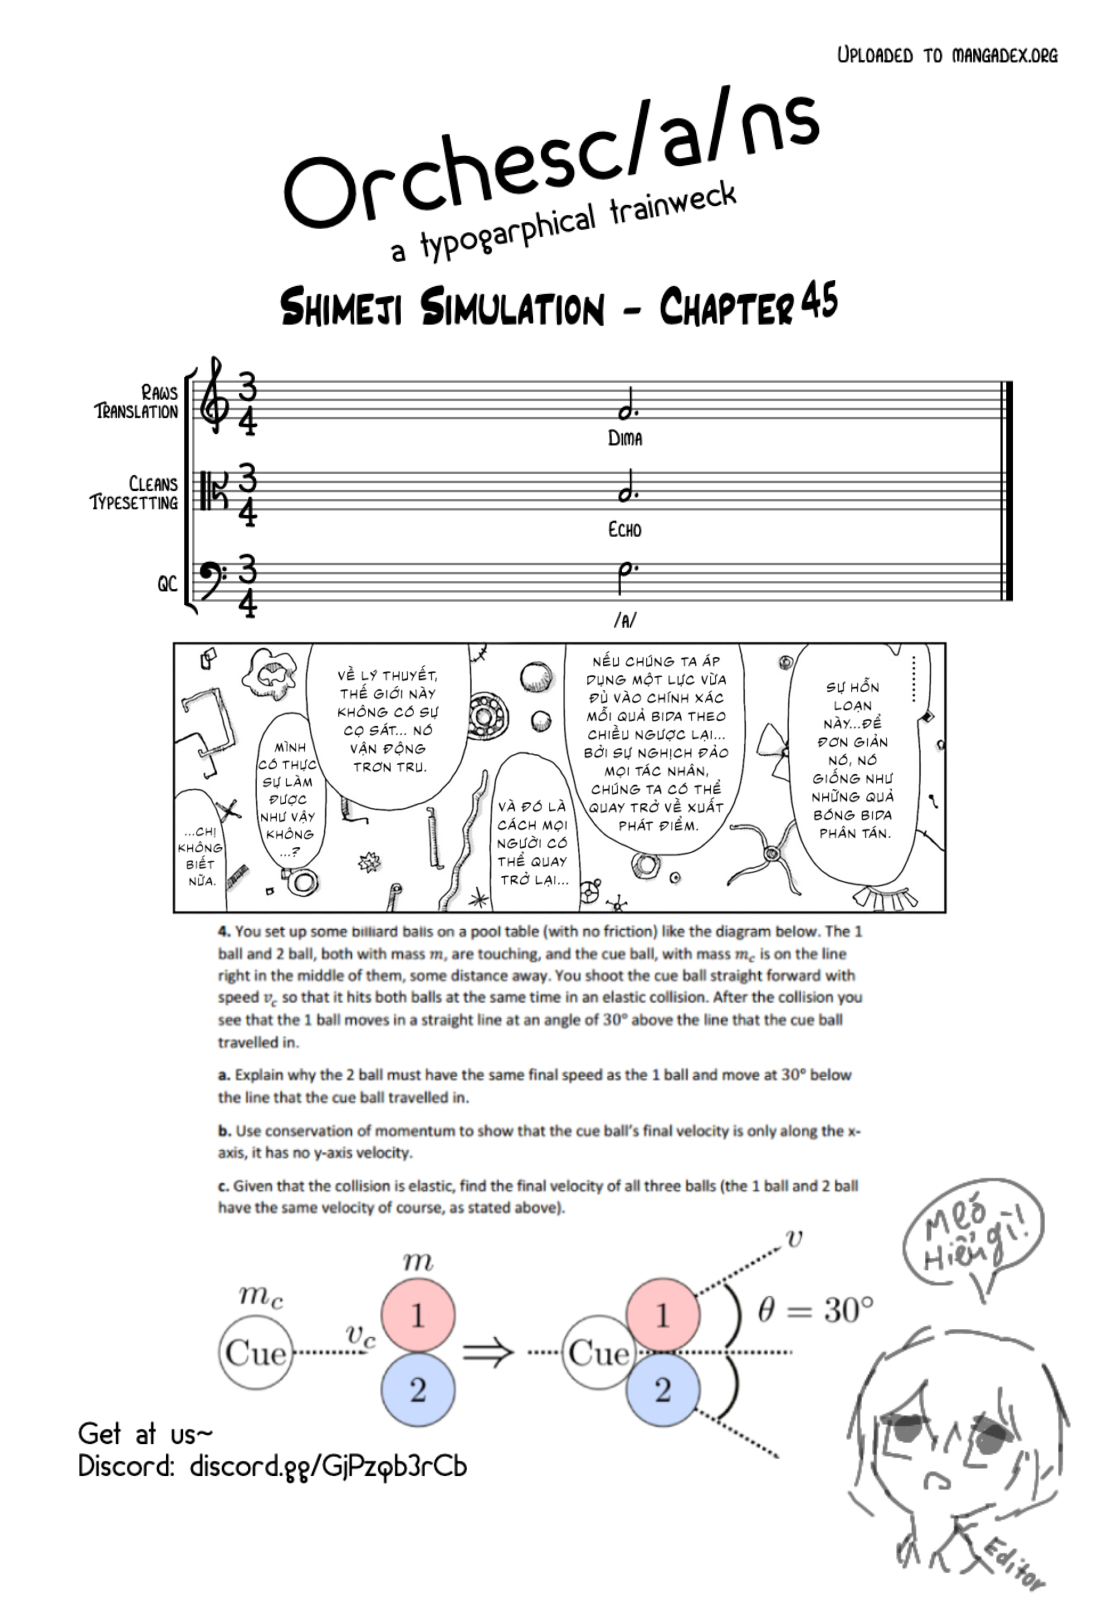 Uploaded to mangadex.org
Orchesc/a/ns
a typogarphical trainweck
Shimeji Simulation - Chapter 45
Raws
Translation
3
4
Dima
Cleans
Typesetting
3
4
Echo
QC
3
4
/A/
SỰ HỖN
LOẠN
NÀY...ĐỂ
ĐƠN GIẢN
NÓ, NÓ
GIỐNG NHƯ
NHỮNG QUẢ
BÓNG BIDA
PHÂN TÁN.
NẾU CHÚNG TA ÁP
DỤNG MỘT LỰC VỪA
ĐỦ VÀO CHÍNH XÁC
MỖI QUẢ BIDA THEO
CHIỀU NGƯỢC LẠI...
BỞI SỰ NGHỊCH ĐẢO
MỌI TÁC NHÂN,
CHÚNG TA CÓ THỂ
QUAY TRỞ VỀ XUẤT
PHÁT ĐIỂM.
VÀ ĐÓ LÀ
CÁCH MỌI
NGƯỜI CÓ
THỂ QUAY
TRỞ LẠI...
VỀ LÝ THUYẾT,
THẾ GIỚI NÀY
KHÔNG CÓ SỰ
CỌ SÁT... NÓ
VẬN ĐỘNG
TRƠN TRU.
MÌNH
CÓ THỰC
SỰ LÀM
ĐƯỢC
NHƯ VẬY
KHÔNG
...?
...CHỊ
KHÔNG
BIẾT
NỮA.
4. You set up some billiard balls on a pool table (with no friction) like the diagram below. The 1
ball and 2 ball, both with mass m, are touching, and the cue ball, with mass m_c is on the line
right in the middle of them, some distance away. You shoot the cue ball straight forward with
speed v_c so that it hits both balls at the same time in an elastic collision. After the collision you
see that the 1 ball moves in a straight line at an angle of 30° above the line that the cue ball
travelled in.
a. Explain why the 2 ball must have the same final speed as the 1 ball and move at 30° below
the line that the cue ball travelled in.
b. Use conservation of momentum to show that the cue ball's final velocity is only along the x-
axis, it has no y-axis velocity.
c. Given that the collision is elastic, find the final velocity of all three balls (the 1 ball and 2 ball
have the same velocity of course, as stated above).
m_c
Cue
v_c
m
1
2
⇒
Cue
1
2
v
θ = 30°
Méo
Hiểu gì!
Editor
Get at us~
Discord: discord.gg/GjPzqb3rCb